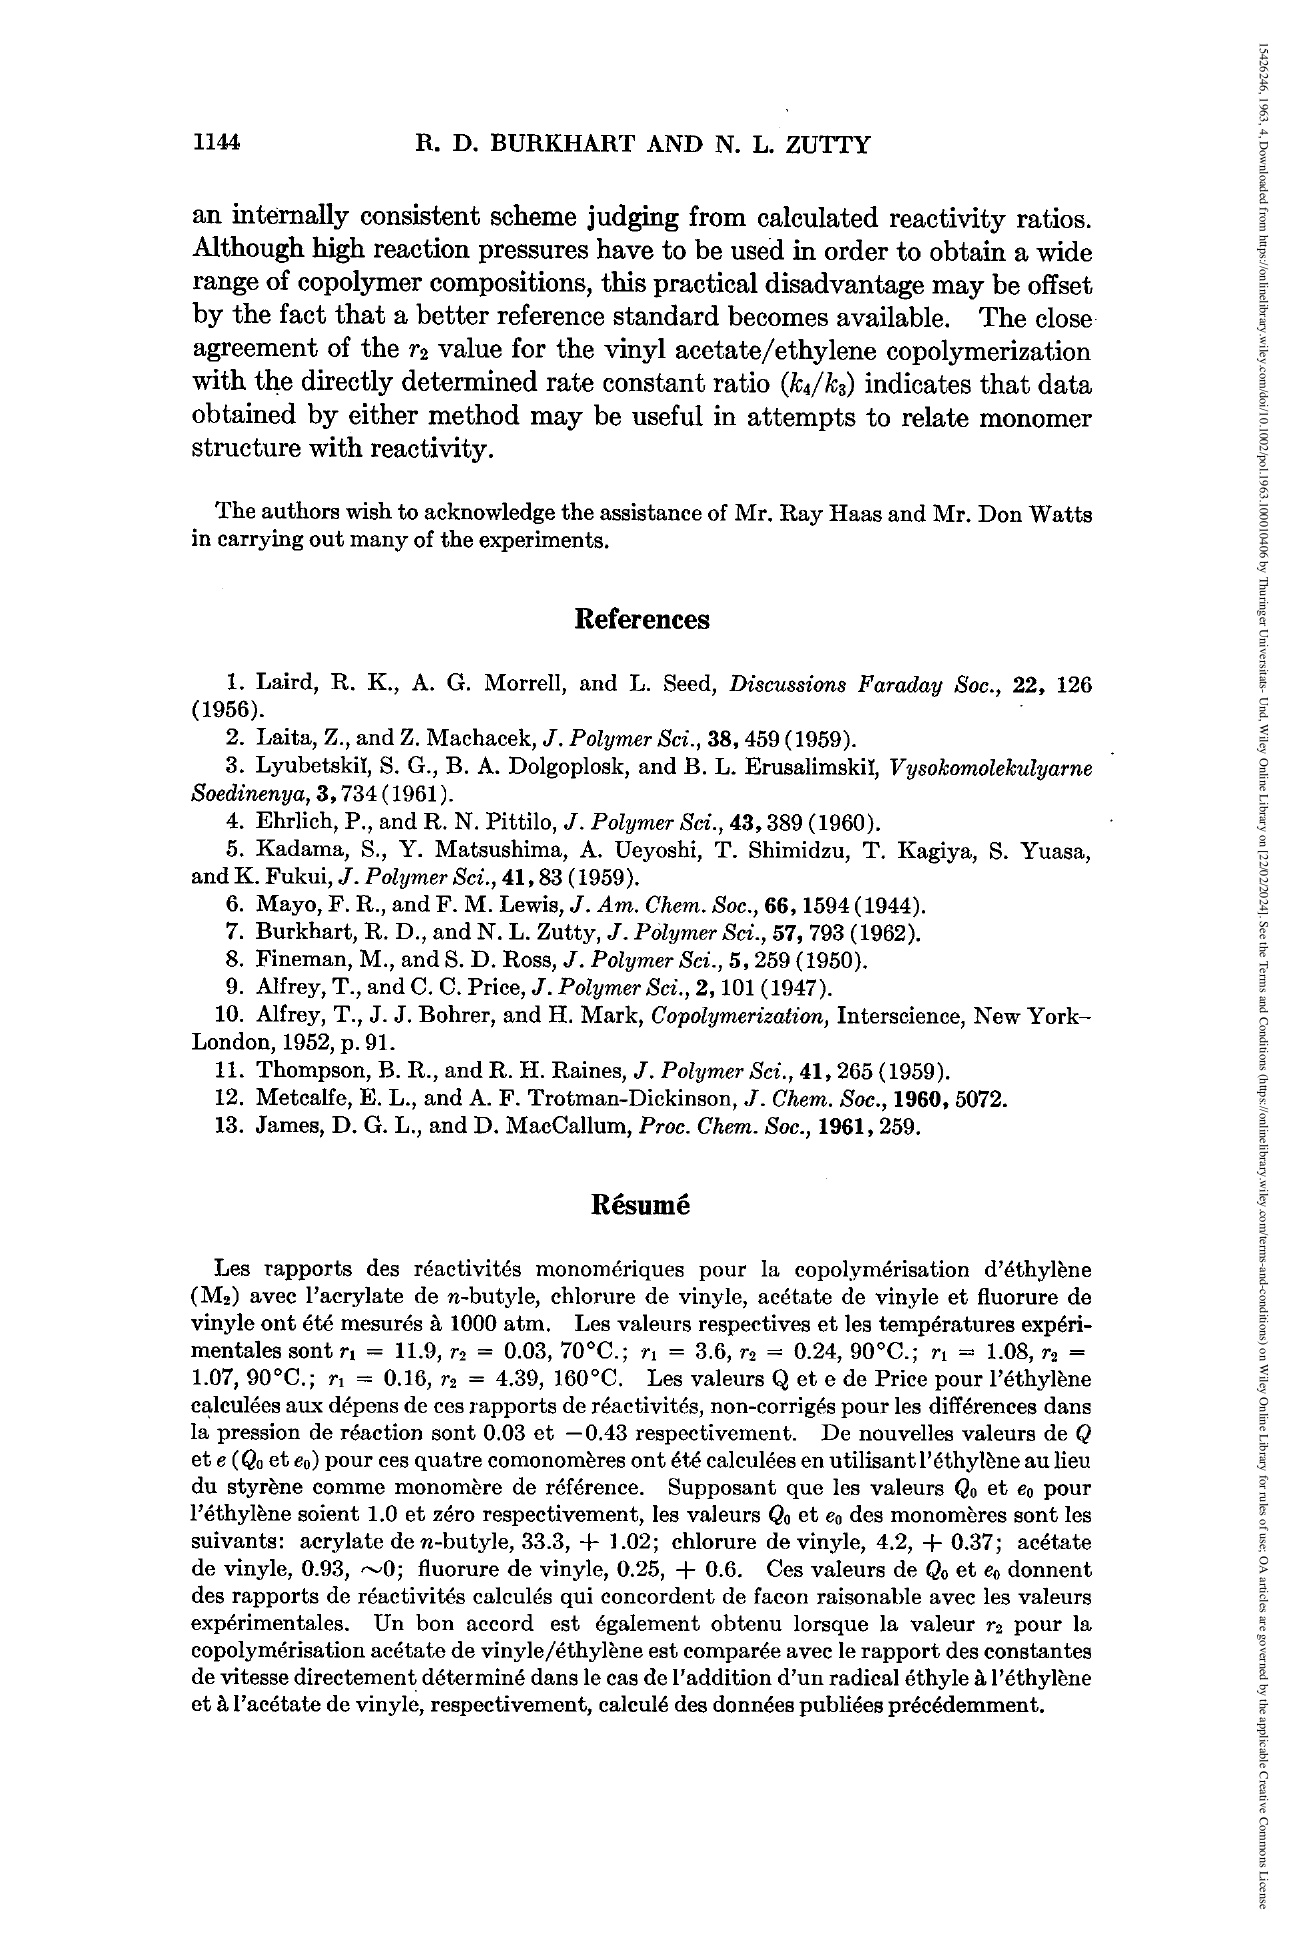 1144 R. D. BURKHART AND N. L. ZUTTY
an internally consistent scheme judging from calculated reactivity ratios.
Although high reaction pressures have to be used in order to obtain a wide
range of copolymer compositions, this practical disadvantage may be offset
by the fact that a better reference standard becomes available. The close
agreement of the r₂ value for the vinyl acetate/ethylene copolymerization
with the directly determined rate constant ratio (k₄/k₃) indicates that data
obtained by either method may be useful in attempts to relate monomer
structure with reactivity.
The authors wish to acknowledge the assistance of Mr. Ray Haas and Mr. Don Watts
in carrying out many of the experiments.
References
1. Laird, R. K., A. G. Morrell, and L. Seed, Discussions Faraday Soc., 22, 126
(1956).
2. Laita, Z., and Z. Machacek, J. Polymer Sci., 38, 459 (1959).
3. Lyubetskiĭ, S. G., B. A. Dolgoplosk, and B. L. Erusalimskiĭ, Vysokomolekulyarne
Soedinenya, 3, 734 (1961).
4. Ehrlich, P., and R. N. Pittilo, J. Polymer Sci., 43, 389 (1960).
5. Kadama, S., Y. Matsushima, A. Ueyoshi, T. Shimidzu, T. Kagiya, S. Yuasa,
and K. Fukui, J. Polymer Sci., 41, 83 (1959).
6. Mayo, F. R., and F. M. Lewis, J. Am. Chem. Soc., 66, 1594 (1944).
7. Burkhart, R. D., and N. L. Zutty, J. Polymer Sci., 57, 793 (1962).
8. Fineman, M., and S. D. Ross, J. Polymer Sci., 5, 259 (1950).
9. Alfrey, T., and C. C. Price, J. Polymer Sci., 2, 101 (1947).
10. Alfrey, T., J. J. Bohrer, and H. Mark, Copolymerization, Interscience, New York–
London, 1952, p. 91.
11. Thompson, B. R., and R. H. Raines, J. Polymer Sci., 41, 265 (1959).
12. Metcalfe, E. L., and A. F. Trotman-Dickinson, J. Chem. Soc., 1960, 5072.
13. James, D. G. L., and D. MacCallum, Proc. Chem. Soc., 1961, 259.
Résumé
Les rapports des réactivités monomériques pour la copolymérisation d'éthylène
(M₂) avec l'acrylate de n-butyle, chlorure de vinyle, acétate de vinyle et fluorure de
vinyle ont été mesurés à 1000 atm. Les valeurs respectives et les températures expéri-
mentales sont r₁ = 11.9, r₂ = 0.03, 70°C.; r₁ = 3.6, r₂ = 0.24, 90°C.; r₁ = 1.08, r₂ =
1.07, 90°C.; r₁ = 0.16, r₂ = 4.39, 160°C. Les valeurs Q et e de Price pour l'éthylène
calculées aux dépens de ces rapports de réactivités, non-corrigés pour les différences dans
la pression de réaction sont 0.03 et −0.43 respectivement. De nouvelles valeurs de Q
et e (Q₀ et e₀) pour ces quatre comonomères ont été calculées en utilisant l'éthylène au lieu
du styrène comme monomère de référence. Supposant que les valeurs Q₀ et e₀ pour
l'éthylène soient 1.0 et zéro respectivement, les valeurs Q₀ et e₀ des monomères sont les
suivants: acrylate de n-butyle, 33.3, + 1.02; chlorure de vinyle, 4.2, + 0.37; acétate
de vinyle, 0.93, ~0; fluorure de vinyle, 0.25, + 0.6. Ces valeurs de Q₀ et e₀ donnent
des rapports de réactivités calculés qui concordent de facon raisonable avec les valeurs
expérimentales. Un bon accord est également obtenu lorsque la valeur r₂ pour la
copolymérisation acétate de vinyle/éthylène est comparée avec le rapport des constantes
de vitesse directement déterminé dans le cas de l'addition d'un radical éthyle à l'éthylène
et à l'acétate de vinyle, respectivement, calculé des données publiées précédemment.
15426246, 1963, 4, Downloaded from https://onlinelibrary.wiley.com/doi/10.1002/pol.1963.100010406 by Thuringer Universitats- Und, Wiley Online Library on [22/02/2024]. See the Terms and Conditions (https://onlinelibrary.wiley.com/terms-and-conditions) on Wiley Online Library for rules of use; OA articles are governed by the applicable Creative Commons License